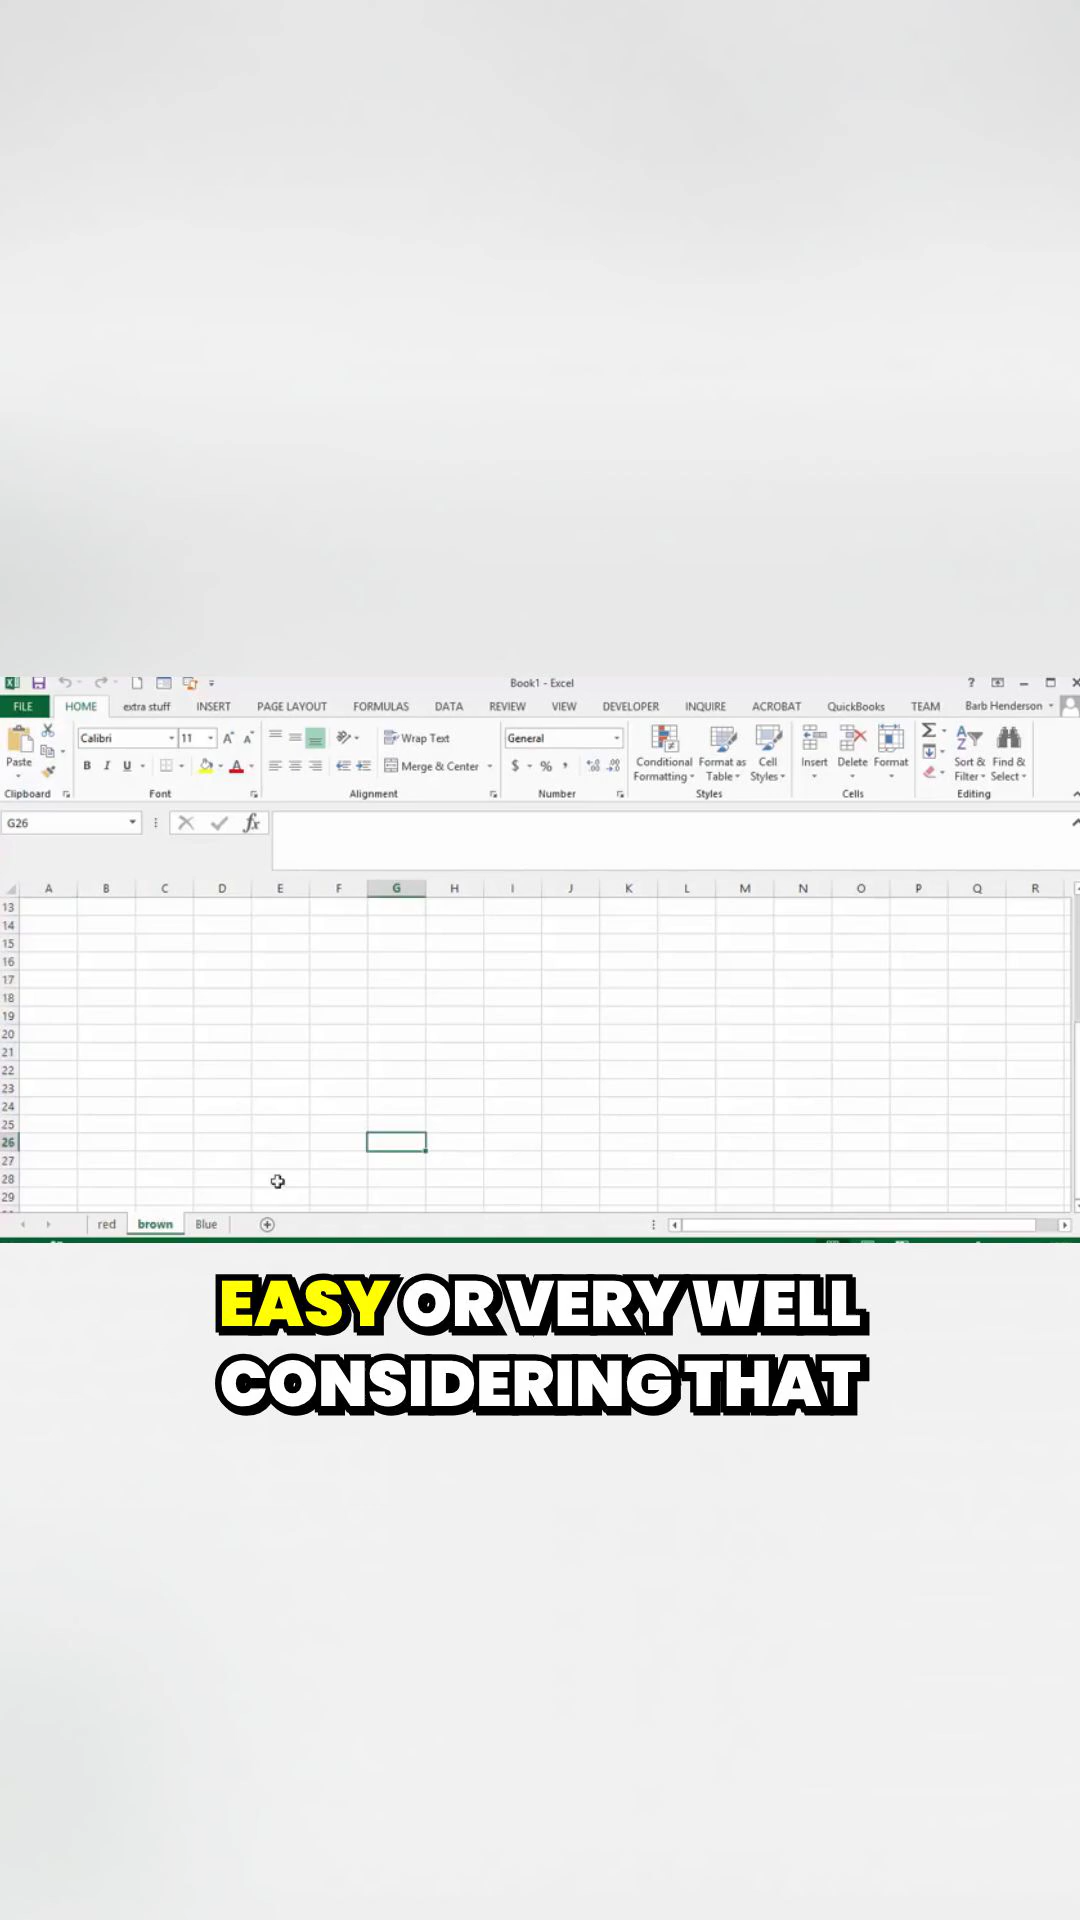 Book1 - Excel
?
FILE HOME extra stuff INSERT PAGE LAYOUT FORMULAS DATA REVIEW VIEW DEVELOPER INQUIRE ACROBAT QuickBooks TEAM Barb Henderson
Calibri 11 Wrap Text General
B I U Merge & Center $ % ,
Paste Conditional Formatting Format as Table Cell Styles Insert Delete Format Sort & Filter Find & Select
Clipboard Font Alignment Number Styles Cells Editing
G26 fx
A B C D E F G H I J K L M N O P Q R
13
14
15
16
17
18
19
20
21
22
23
24
25
26
27
28
29
red brown Blue
EASY OR VERY WELL
CONSIDERING THAT